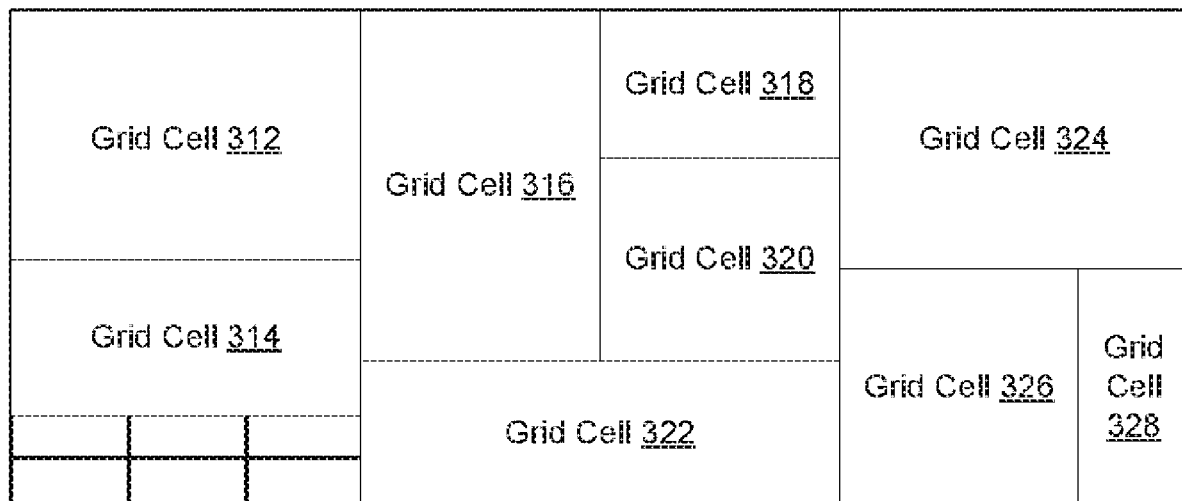 Grid Cell 312
Grid Cell 314
Grid Cell 316
Grid Cell 318
Grid Cell 320
Grid Cell 322
Grid Cell 324
Grid Cell 326
Grid
Cell
328